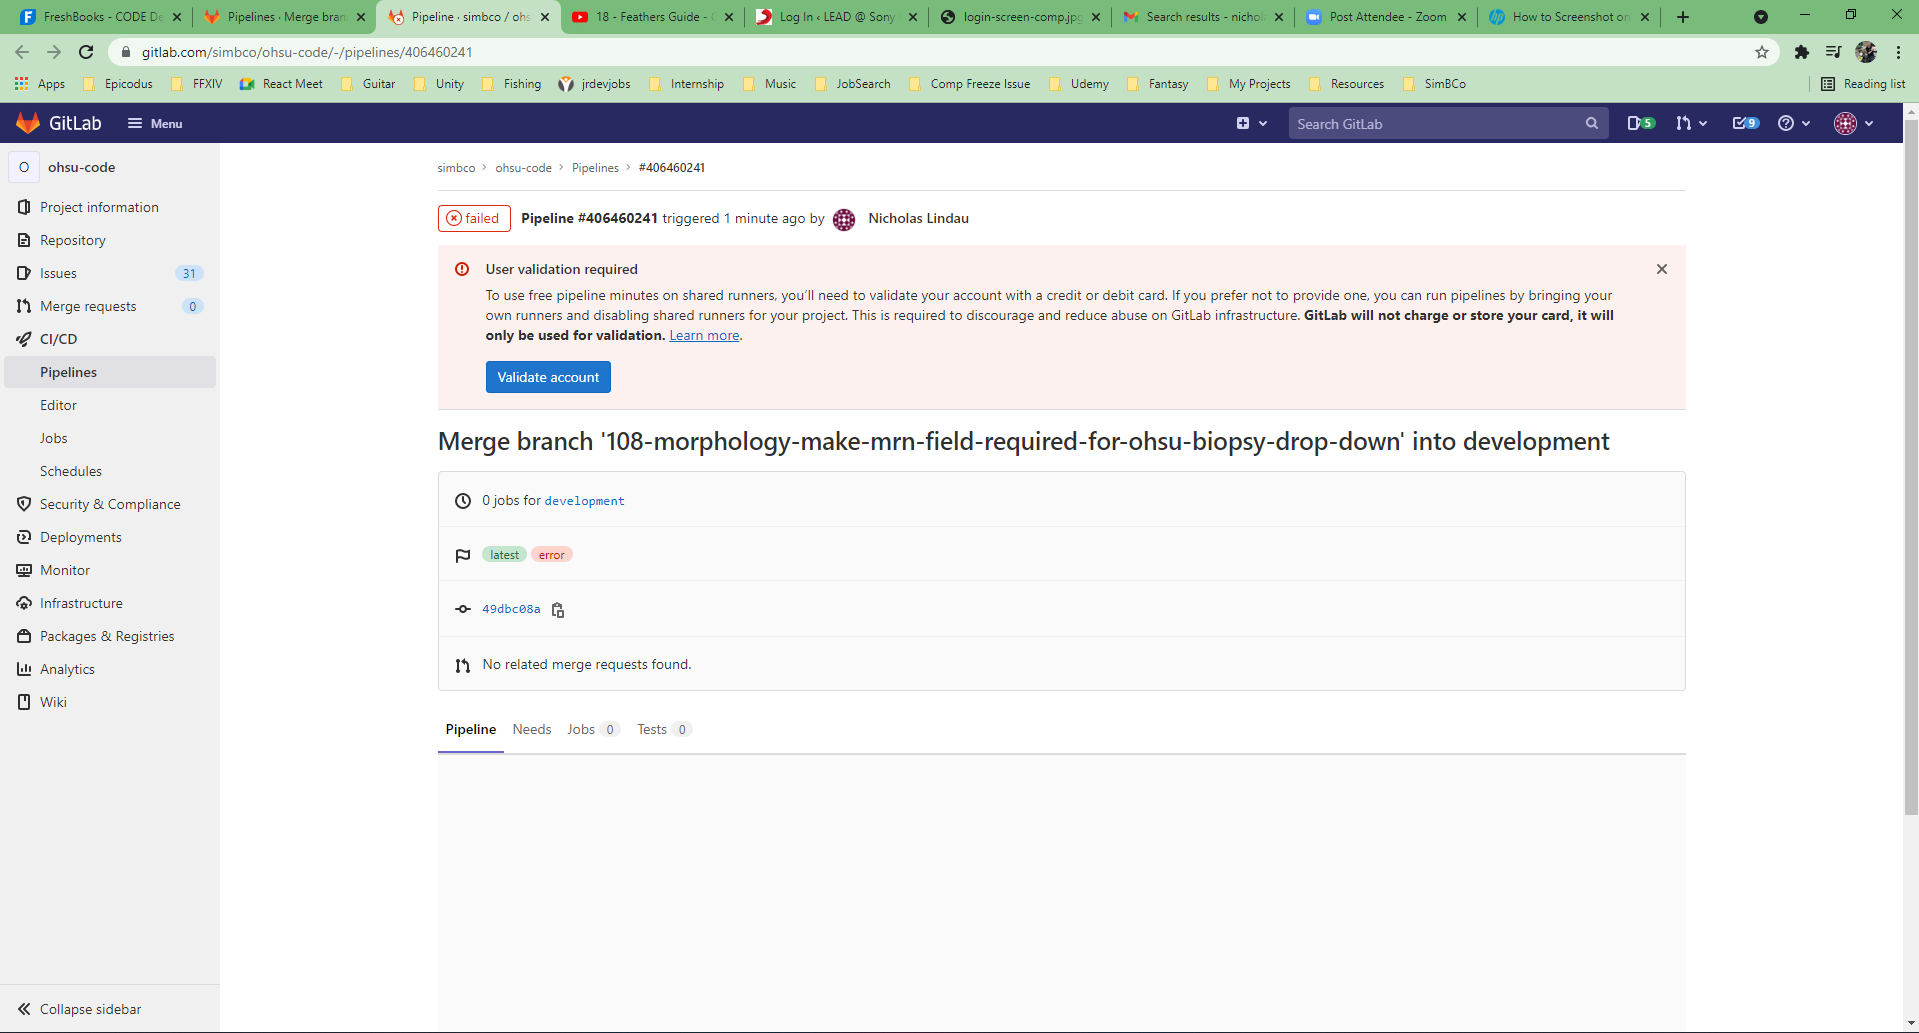 FreshBooks - CODE De
Pipelines · Merge bran
Pipeline · simbco / ohs
18 - Feathers Guide -
Log In ‹ LEAD @ Sony
login-screen-comp.jpg
Search results - nichol
Post Attendee - Zoom
How to Screenshot on
gitlab.com/simbco/ohsu-code/-/pipelines/406460241
Apps
Epicodus
FFXIV
React Meet
Guitar
Unity
Fishing
jrdevjobs
Internship
Music
JobSearch
Comp Freeze Issue
Udemy
Fantasy
My Projects
Resources
SimBCo
Reading list
GitLab
Menu
Search GitLab
5
9
O
ohsu-code
Project information
Repository
Issues 31
Merge requests 0
CI/CD
Pipelines
Editor
Jobs
Schedules
Security & Compliance
Deployments
Monitor
Infrastructure
Packages & Registries
Analytics
Wiki
Collapse sidebar
simbco › ohsu-code › Pipelines › #406460241
failed Pipeline #406460241 triggered 1 minute ago by Nicholas Lindau
User validation required
To use free pipeline minutes on shared runners, you’ll need to validate your account with a credit or debit card. If you prefer not to provide one, you can run pipelines by bringing your
own runners and disabling shared runners for your project. This is required to discourage and reduce abuse on GitLab infrastructure. GitLab will not charge or store your card, it will
only be used for validation. Learn more.
Validate account
Merge branch '108-morphology-make-mrn-field-required-for-ohsu-biopsy-drop-down' into development
0 jobs for development
latest error
49dbc08a
No related merge requests found.
Pipeline Needs Jobs 0 Tests 0